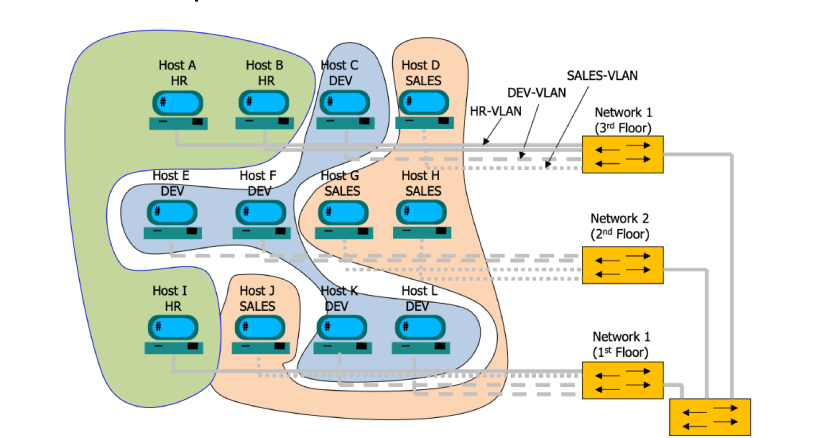 Host A
HR
Host B
HR
Host C
DEV
Host D
SALES
SALES-VLAN
DEV-VLAN
HR-VLAN
Network 1
(3rd Floor)
#
#
#
#
Host E
DEV
Host F
DEV
Host G
SALES
Host H
SALES
Network 2
(2nd Floor)
#
#
#
#
Host I
HR
Host J
SALES
Host K
DEV
Host L
DEV
Network 1
(1st Floor)
#
#
#
#